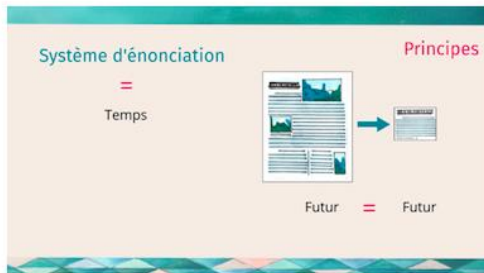 Système d'énonciation
=
Temps
Principes
Futur = Futur